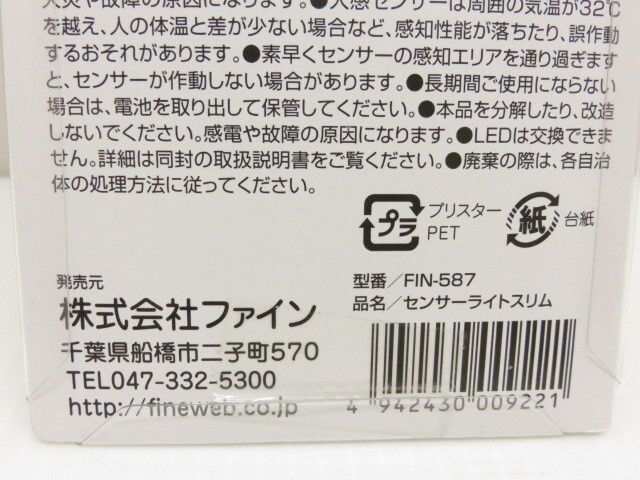 火災や故障の原因になります。●人感センサーは周囲の気温が32℃
を越え、人の体温と差が少ない場合など、感知性能が落ちたり、誤作動
するおそれがあります。●素早くセンサーの感知エリアを通り過ぎます
と、センサーが作動しない場合があります。●長期間ご使用にならない
場合は、電池を取り出して保管してください。●本品を分解したり、改造
しないでください。感電や故障の原因になります。●LEDは交換できま
せん。詳細は同封の取扱説明書をご覧ください。●廃棄の際は、各自治
体の処理方法に従ってください。
プラ
ブリスター
PET
紙
台紙
発売元
株式会社ファイン
千葉県船橋市二子町570
TEL047-332-5300
http://fineweb.co.jp
型番/FIN-587
品名/センサーライトスリム
4 942430 009221